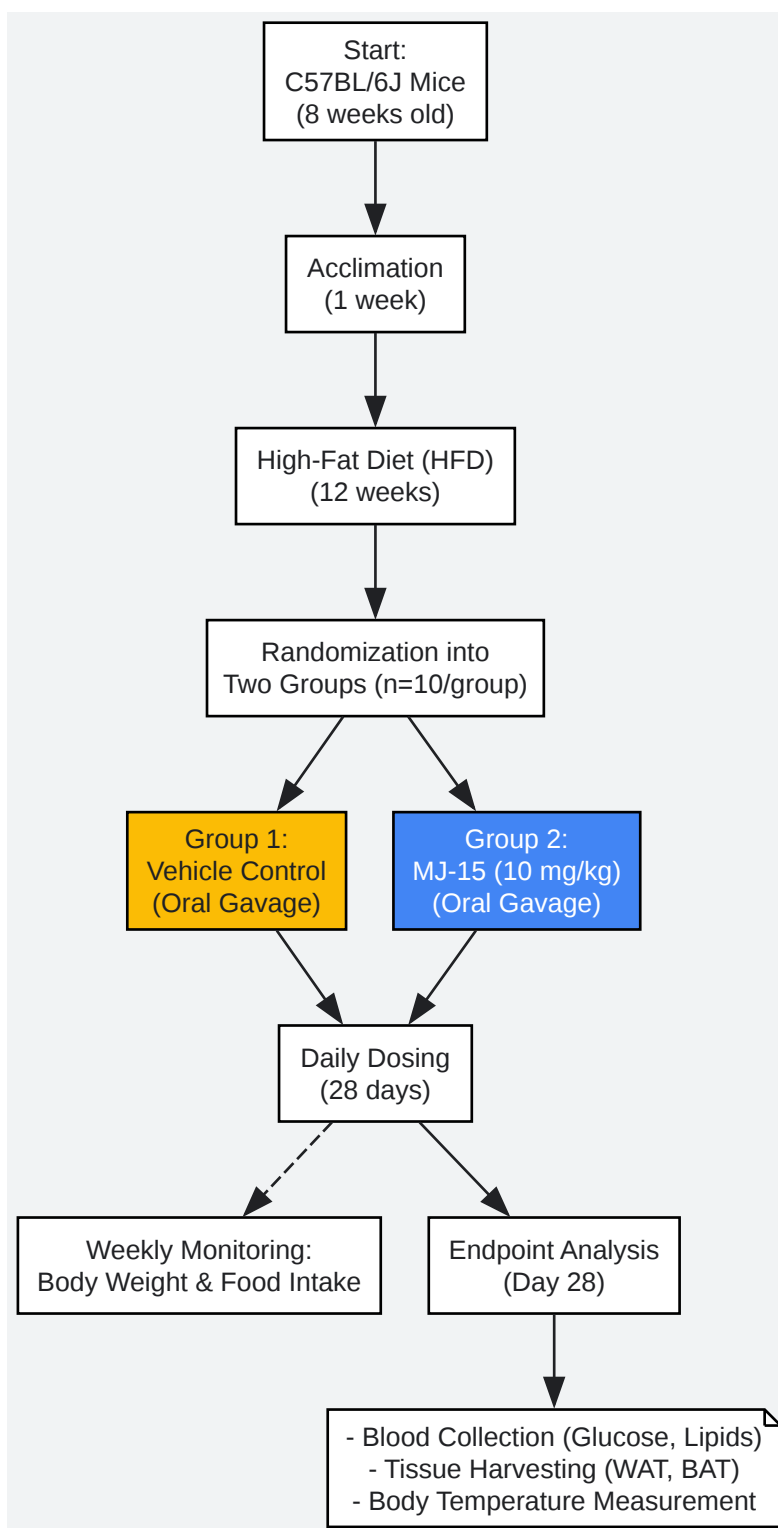 Start:
C57BL/6J Mice
(8 weeks old)
Acclimation
(1 week)
High-Fat Diet (HFD)
(12 weeks)
Randomization into
Two Groups (n=10/group)
Group 1:
Vehicle Control
(Oral Gavage)
Group 2:
MJ-15 (10 mg/kg)
(Oral Gavage)
Daily Dosing
(28 days)
Weekly Monitoring:
Body Weight & Food Intake
Endpoint Analysis
(Day 28)
- Blood Collection (Glucose, Lipids)
- Tissue Harvesting (WAT, BAT)
- Body Temperature Measurement